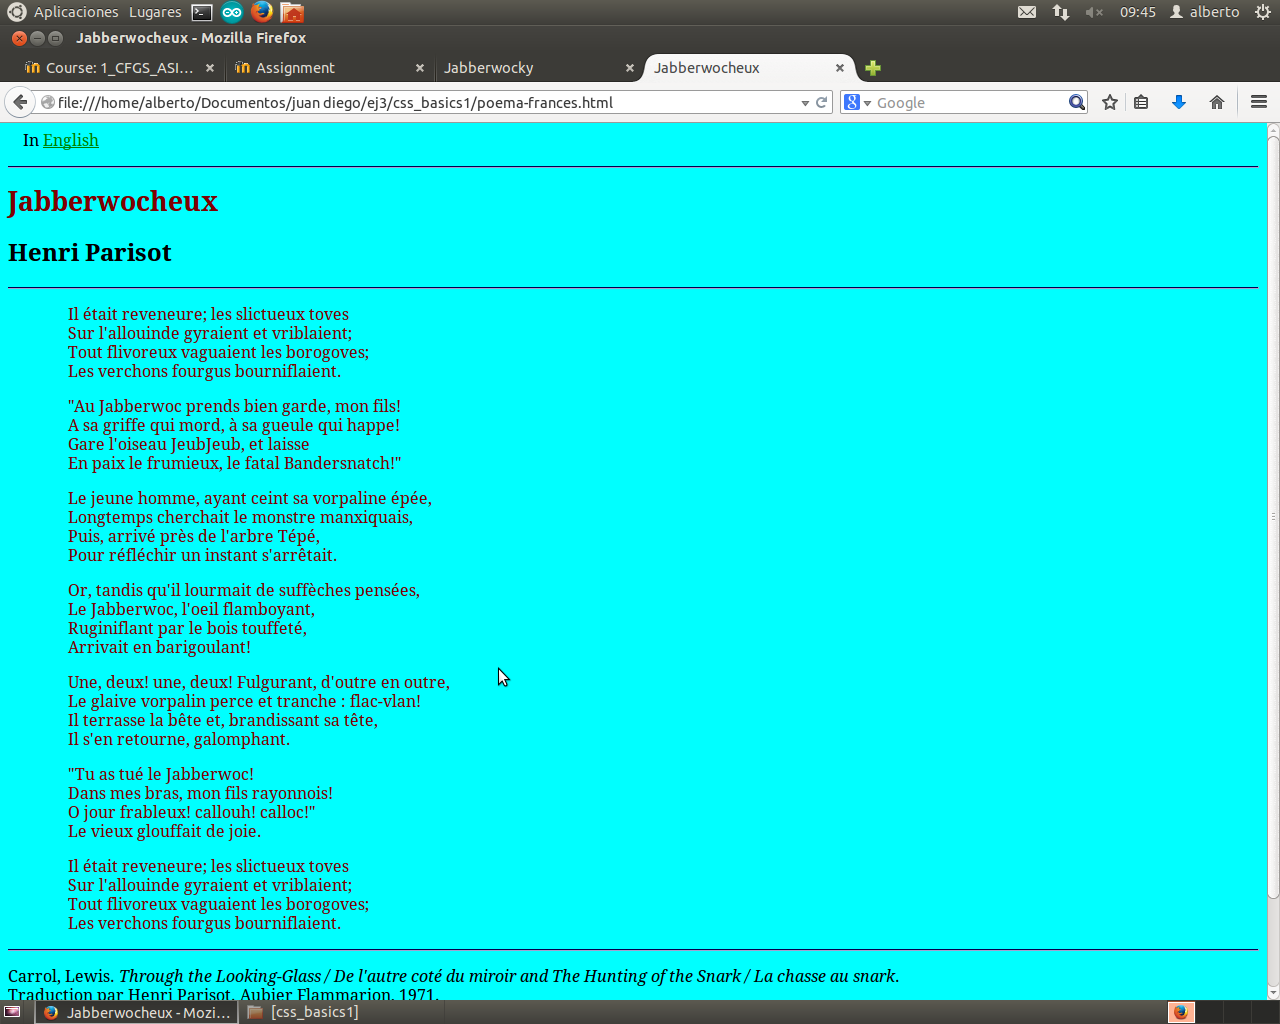 Aplicaciones Lugares 09:45 alberto
Jabberwocheux - Mozilla Firefox
Course: 1_CFGS_ASI... Assignment Jabberwocky Jabberwocheux
file:///home/alberto/Documentos/juan diego/ej3/css_basics1/poema-frances.html Google
In English
Jabberwocheux
Henri Parisot
Il était reveneure; les slictueux toves
Sur l'allouinde gyraient et vriblaient;
Tout flivoreux vaguaient les borogoves;
Les verchons fourgus bourniflaient.
"Au Jabberwoc prends bien garde, mon fils!
A sa griffe qui mord, à sa gueule qui happe!
Gare l'oiseau JeubJeub, et laisse
En paix le frumieux, le fatal Bandersnatch!"
Le jeune homme, ayant ceint sa vorpaline épée,
Longtemps cherchait le monstre manxiquais,
Puis, arrivé près de l'arbre Tépé,
Pour réfléchir un instant s'arrêtait.
Or, tandis qu'il lourmait de suffèches pensées,
Le Jabberwoc, l'oeil flamboyant,
Ruginiflant par le bois touffeté,
Arrivait en barigoulant!
Une, deux! une, deux! Fulgurant, d'outre en outre,
Le glaive vorpalin perce et tranche : flac-vlan!
Il terrasse la bête et, brandissant sa tête,
Il s'en retourne, galomphant.
"Tu as tué le Jabberwoc!
Dans mes bras, mon fils rayonnois!
O jour frableux! callouh! calloc!"
Le vieux glouffait de joie.
Il était reveneure; les slictueux toves
Sur l'allouinde gyraient et vriblaient;
Tout flivoreux vaguaient les borogoves;
Les verchons fourgus bourniflaient.
Carrol, Lewis. Through the Looking-Glass / De l'autre coté du miroir and The Hunting of the Snark / La chasse au snark.
Traduction par Henri Parisot. Aubier Flammarion, 1971.
Jabberwocheux - Mozi... [css_basics1]